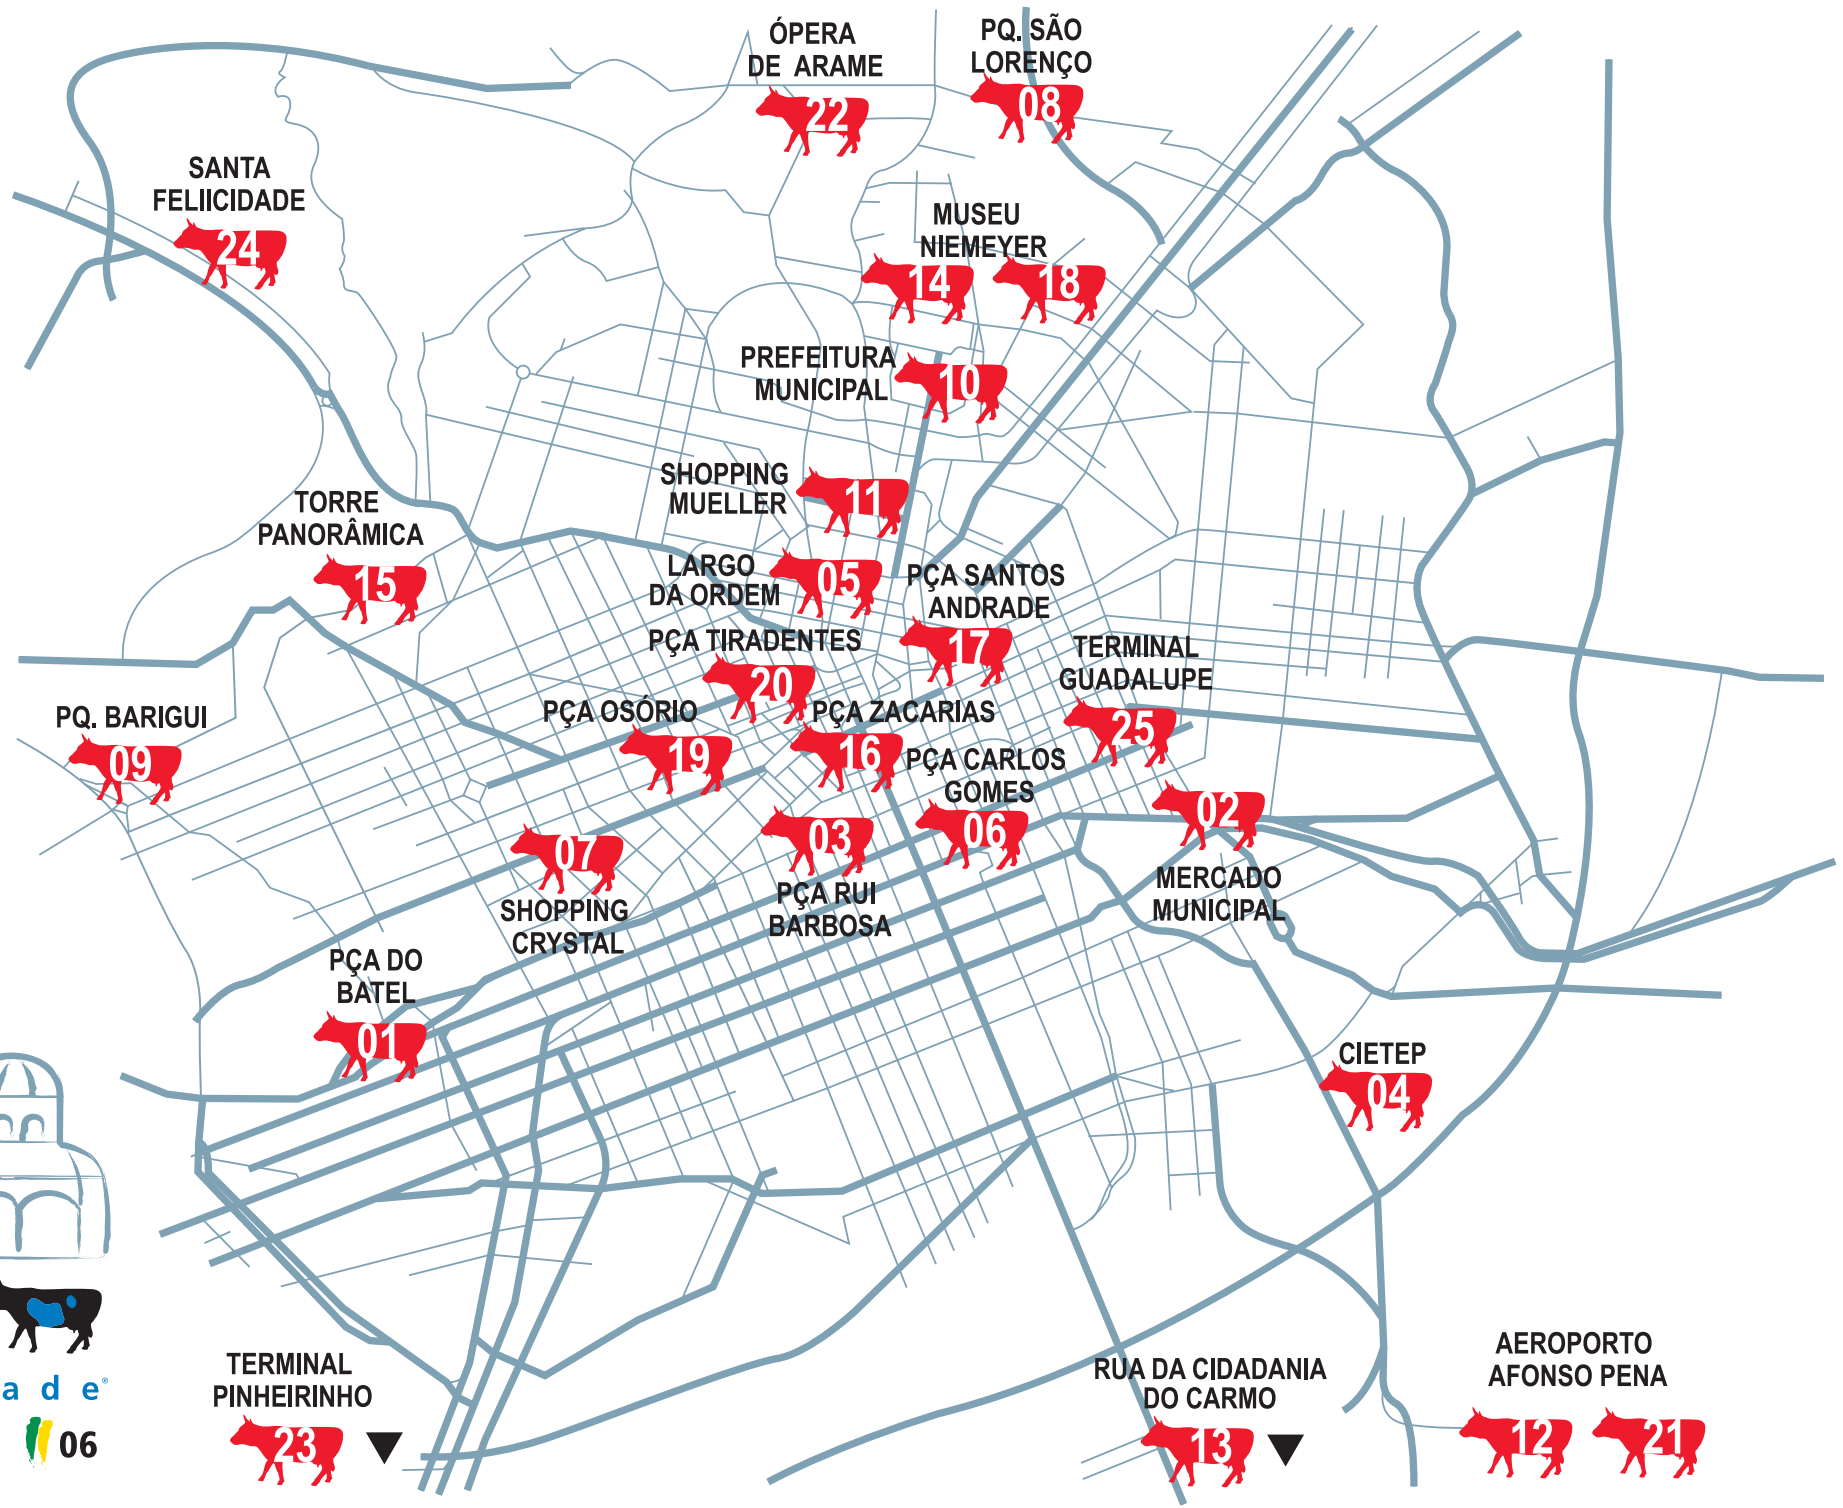 ÓPERA
DE ARAME
22
PQ. SÃO
LORENÇO
08
SANTA
FELIICIDADE
24
MUSEU
NIEMEYER
14
18
PREFEITURA
MUNICIPAL
10
SHOPPING
MUELLER
11
TORRE
PANORÂMICA
15
LARGO
DA ORDEM
05
PÇA SANTOS
ANDRADE
17
PÇA TIRADENTES
20
TERMINAL
GUADALUPE
25
PÇA OSÓRIO
19
PÇA ZACARIAS
16
PQ. BARIGUI
09
PÇA CARLOS
GOMES
06
02
MERCADO
MUNICIPAL
03
PÇA RUI
BARBOSA
07
SHOPPING
CRYSTAL
PÇA DO
BATEL
01
CIETEP
04
a d e®
06
TERMINAL
PINHEIRINHO
23
RUA DA CIDADANIA
DO CARMO
13
AEROPORTO
AFONSO PENA
12
21